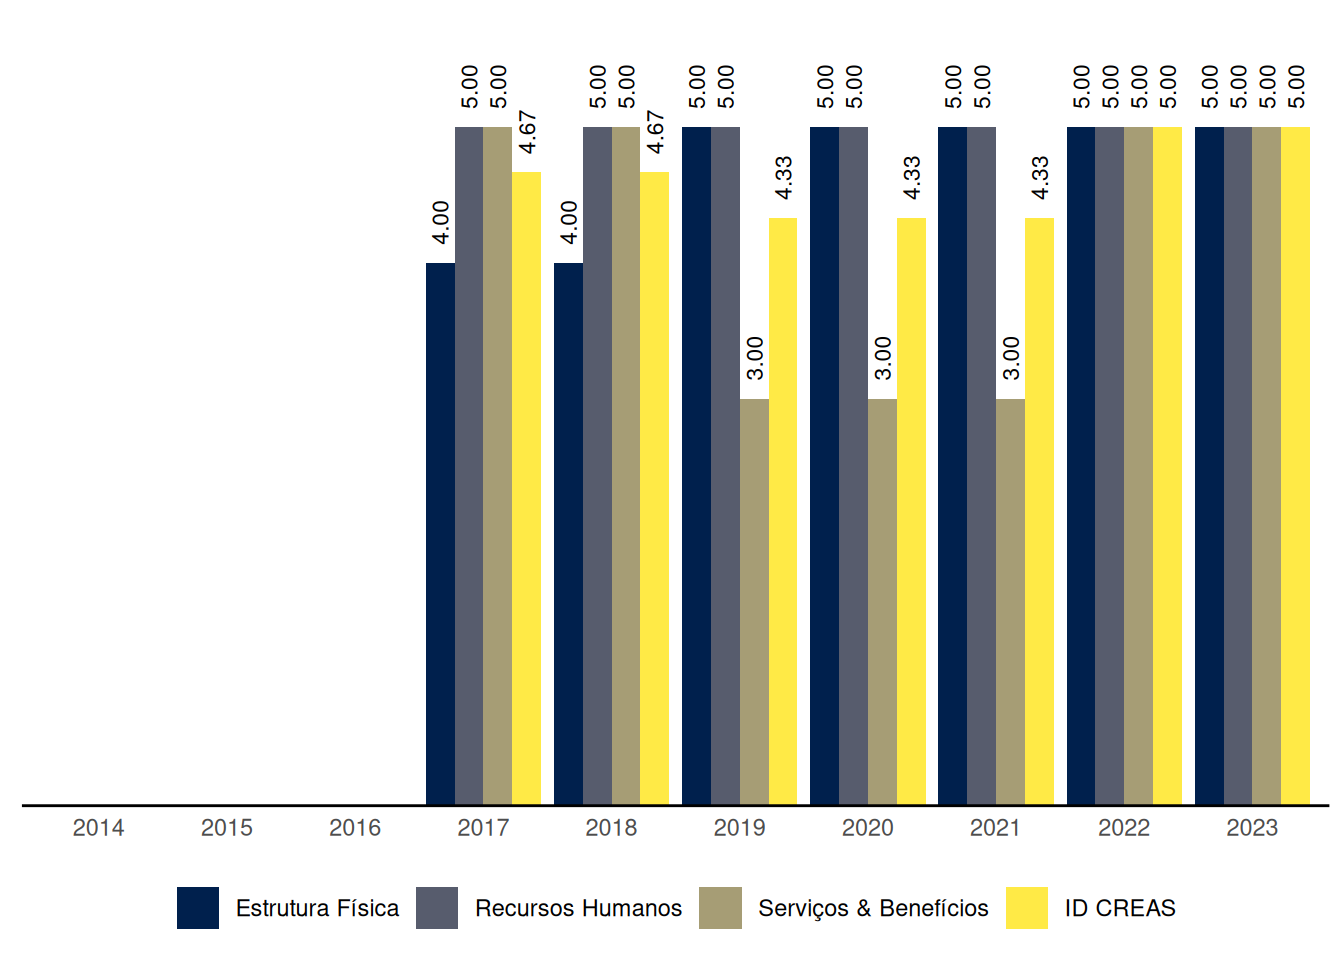 5.00 5.00 5.00 5.00 5.00 5.00 5.00 5.00 5.00 5.00 5.00 5.00 5.00 5.00 5.00 5.00 5.00 5.00
4.67 4.67
4.33 4.33 4.33
4.00 4.00
3.00 3.00 3.00
2014 2015 2016 2017 2018 2019 2020 2021 2022 2023
Estrutura Física Recursos Humanos Serviços & Benefícios ID CREAS